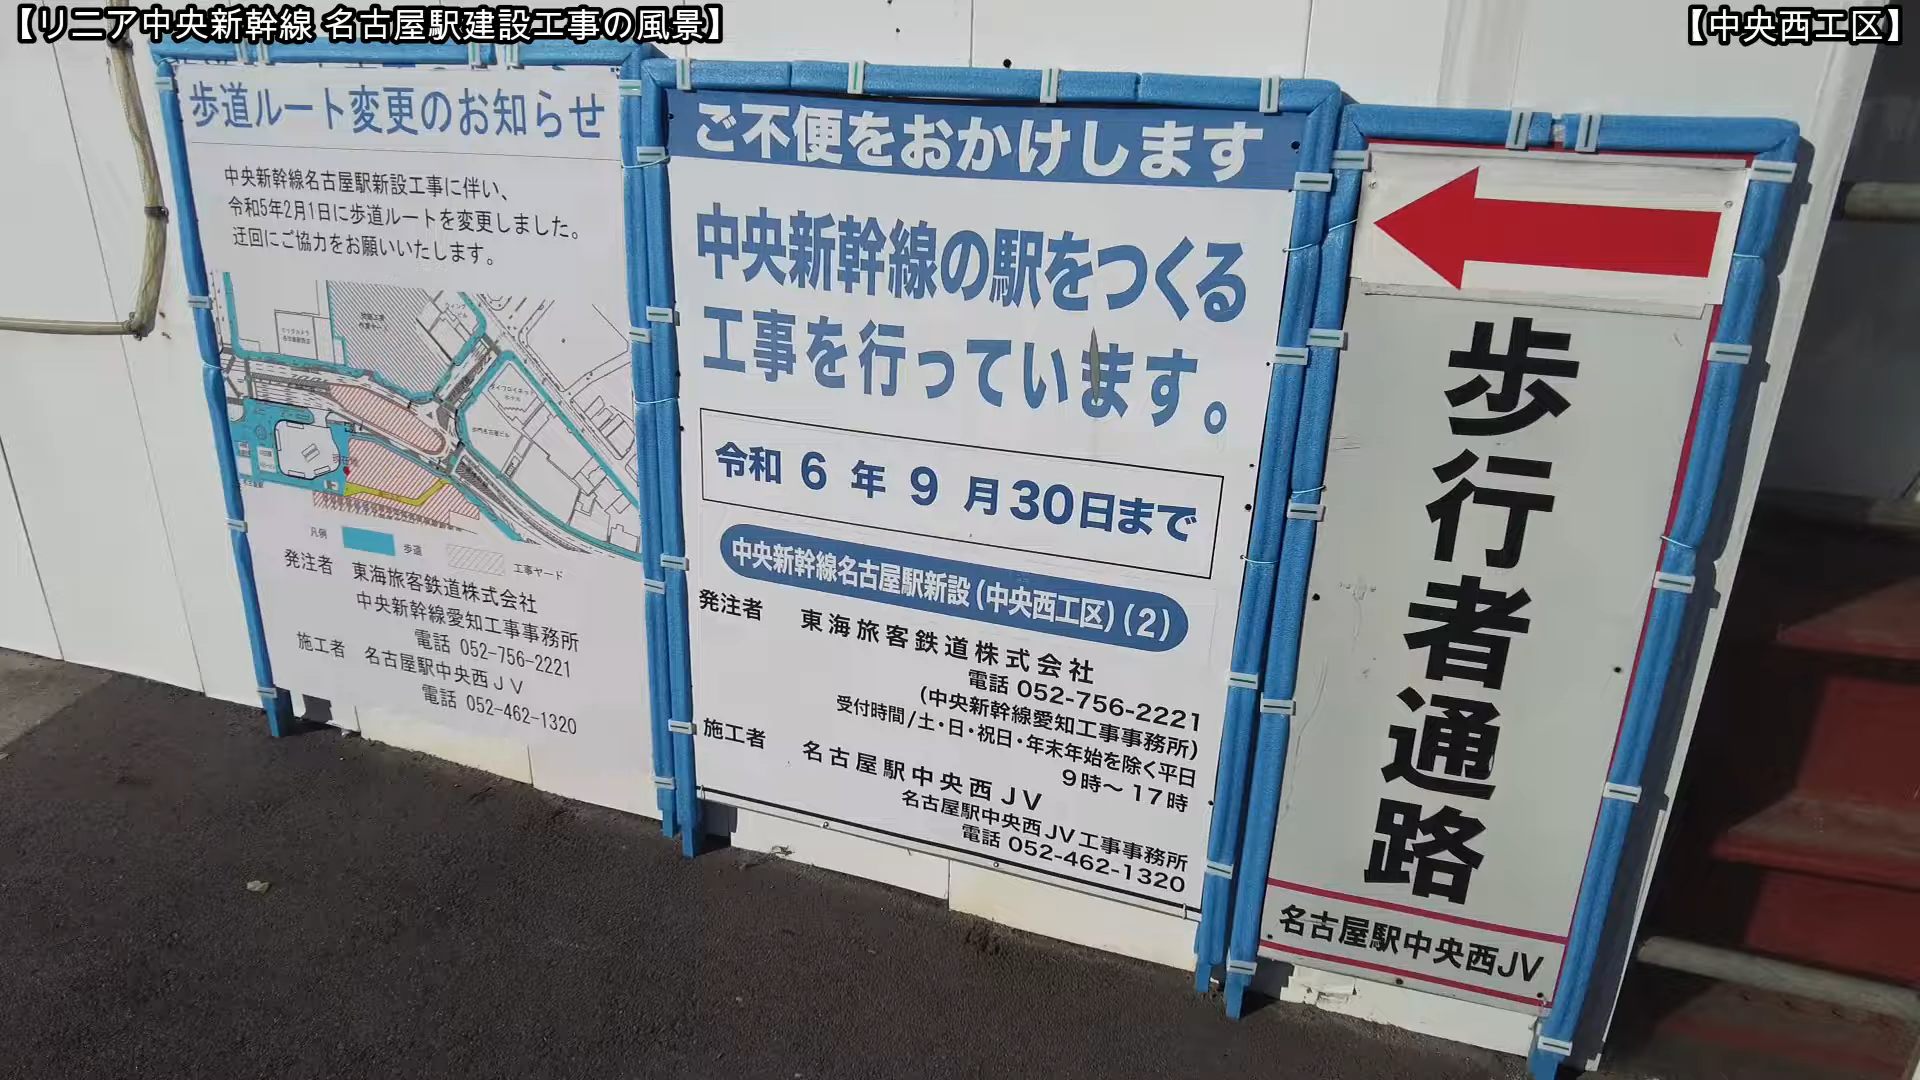 【リニア中央新幹線 名古屋駅建設工事の風景】
【中央西工区】
歩道ルート変更のお知らせ
中央新幹線名古屋駅新設工事に伴い、
令和5年2月1日に歩道ルートを変更しました。
迂回にご協力をお願いいたします。
現在地
凡例
歩道
工事ヤード
発注者 東海旅客鉄道株式会社
中央新幹線愛知工事事務所
電話 052-756-2221
施工者 名古屋駅中央西JV
電話 052-462-1320
ご不便をおかけします
中央新幹線の駅をつくる
工事を行っています。
令和 6 年 9 月30日まで
中央新幹線名古屋駅新設(中央西工区)(2)
発注者 東海旅客鉄道株式会社
電話 052-756-2221
(中央新幹線愛知工事事務所)
受付時間/土・日・祝日・年末年始を除く平日
9時～17時
施工者 名古屋駅中央西JV
名古屋駅中央西JV工事事務所
電話 052-462-1320
歩行者通路
名古屋駅中央西JV